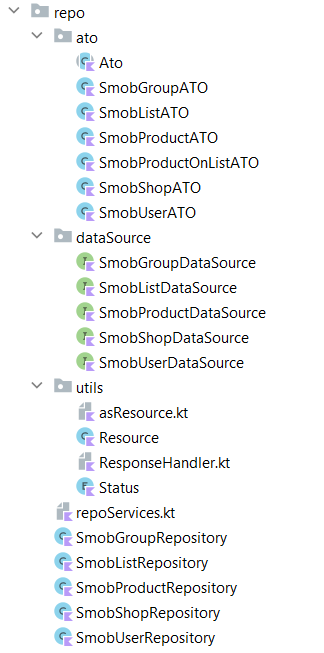 repo
ato
Ato
SmobGroupATO
SmobListATO
SmobProductATO
SmobProductOnListATO
SmobShopATO
SmobUserATO
dataSource
SmobGroupDataSource
SmobListDataSource
SmobProductDataSource
SmobShopDataSource
SmobUserDataSource
utils
asResource.kt
Resource
ResponseHandler.kt
Status
repoServices.kt
SmobGroupRepository
SmobListRepository
SmobProductRepository
SmobShopRepository
SmobUserRepository